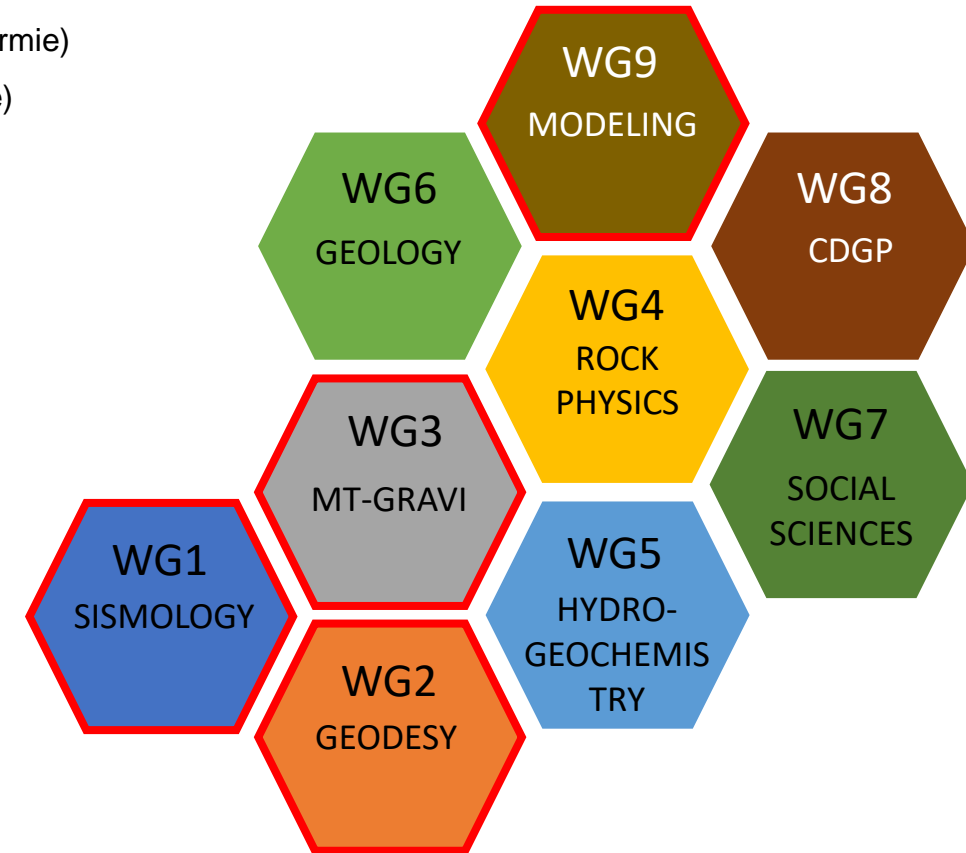 rmie)
)
WG9
MODELING
WG6
GEOLOGY
WG8
CDGP
WG4
ROCK
PHYSICS
WG3
MT-GRAVI
WG7
SOCIAL
SCIENCES
WG1
SISMOLOGY
WG5
HYDRO-
GEOCHEMIS
TRY
WG2
GEODESY